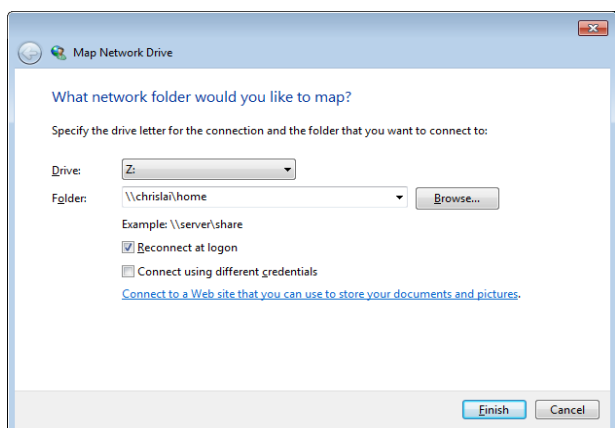 Map Network Drive
What network folder would you like to map?
Specify the drive letter for the connection and the folder that you want to connect to:
Drive: Z:
Folder: \\chrislai\home Browse...
Example: \\server\share
Reconnect at logon
Connect using different credentials
Connect to a Web site that you can use to store your documents and pictures.
Finish Cancel